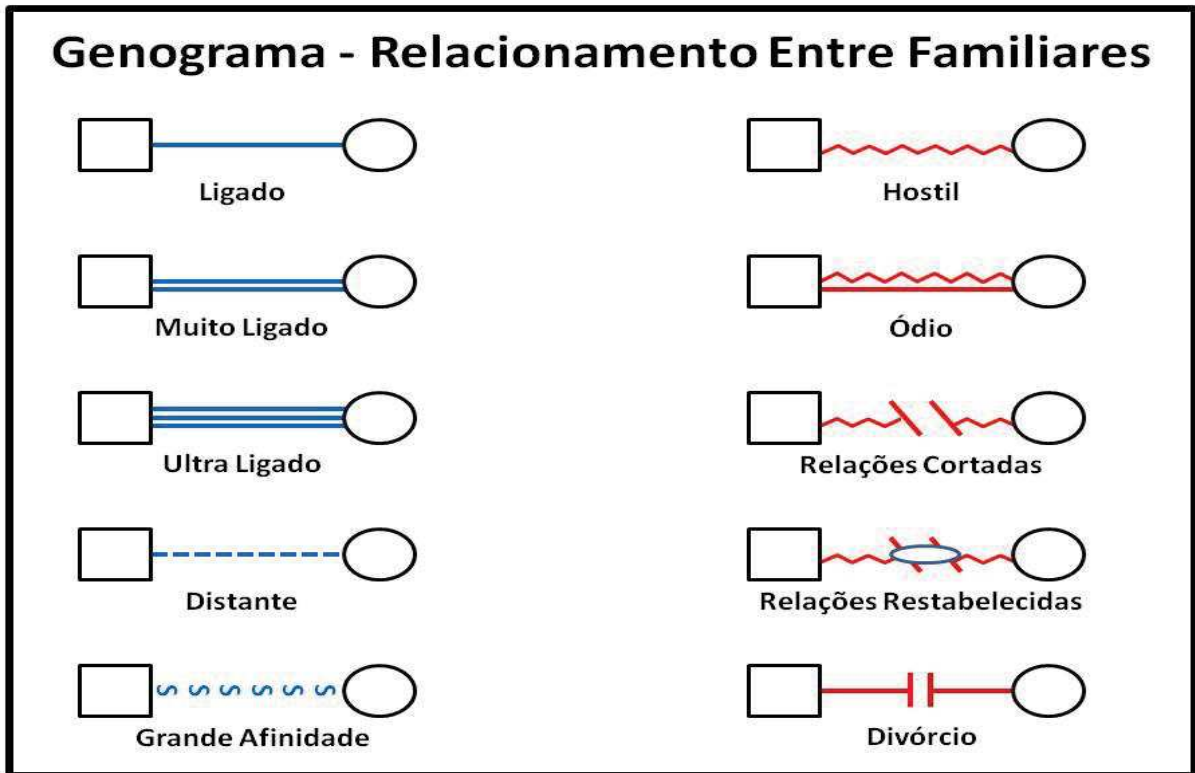 Genograma - Relacionamento Entre Familiares
Ligado
Hostil
Muito Ligado
Ódio
Ultra Ligado
Relações Cortadas
Distante
Relações Restabelecidas
Grande Afinidade
Divórcio